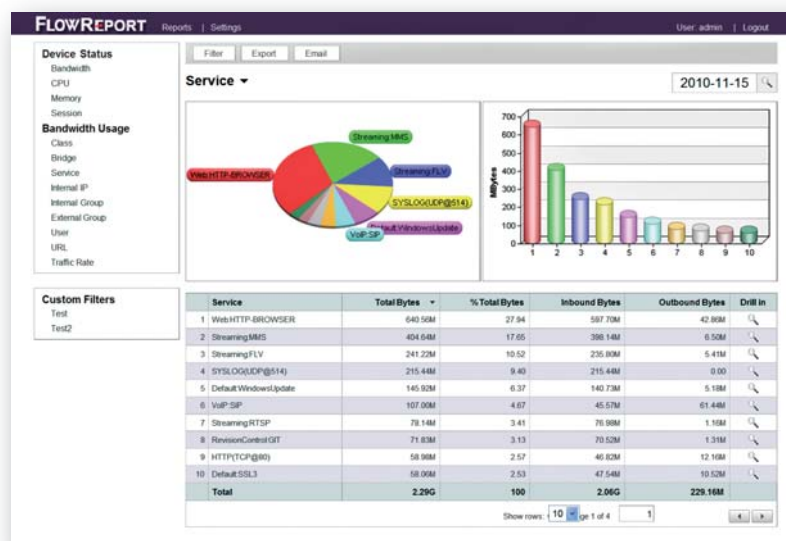 FLOWREPORT Reports | Settings User: admin | Logout
Device Status
Bandwidth
CPU
Memory
Session
Bandwidth Usage
Class
Bridge
Service
Internal IP
Internal Group
External Group
User
URL
Traffic Rate
Custom Filters
Test
Test2
Filter Export Email
Service
2010-11-15
Streaming:MMS
Web:HTTP-BROWSER
Streaming:FLV
SYSLOG(UDP@514)
Default:WindowsUpdate
VoIP:SIP
MBytes
700
600
500
400
300
200
100
0
1 2 3 4 5 6 7 8 9 10
Service Total Bytes % Total Bytes Inbound Bytes Outbound Bytes Drill in
1 Web:HTTP-BROWSER 640.56M 27.94 597.70M 42.86M
2 Streaming:MMS 404.64M 17.65 398.14M 6.50M
3 Streaming:FLV 241.22M 10.52 235.80M 5.41M
4 SYSLOG(UDP@514) 215.44M 9.40 215.44M 0.00
5 Default:WindowsUpdate 145.92M 6.37 140.73M 5.18M
6 VoIP:SIP 107.00M 4.67 45.57M 61.44M
7 Streaming:RTSP 78.14M 3.41 76.98M 1.16M
8 RevisionControl:GIT 71.83M 3.13 70.52M 1.31M
9 HTTP(TCP@80) 58.98M 2.57 46.82M 12.16M
10 Default:SSL3 58.06M 2.53 47.54M 10.52M
Total 2.29G 100 2.06G 229.16M
Show rows: 10 ge 1 of 4 1